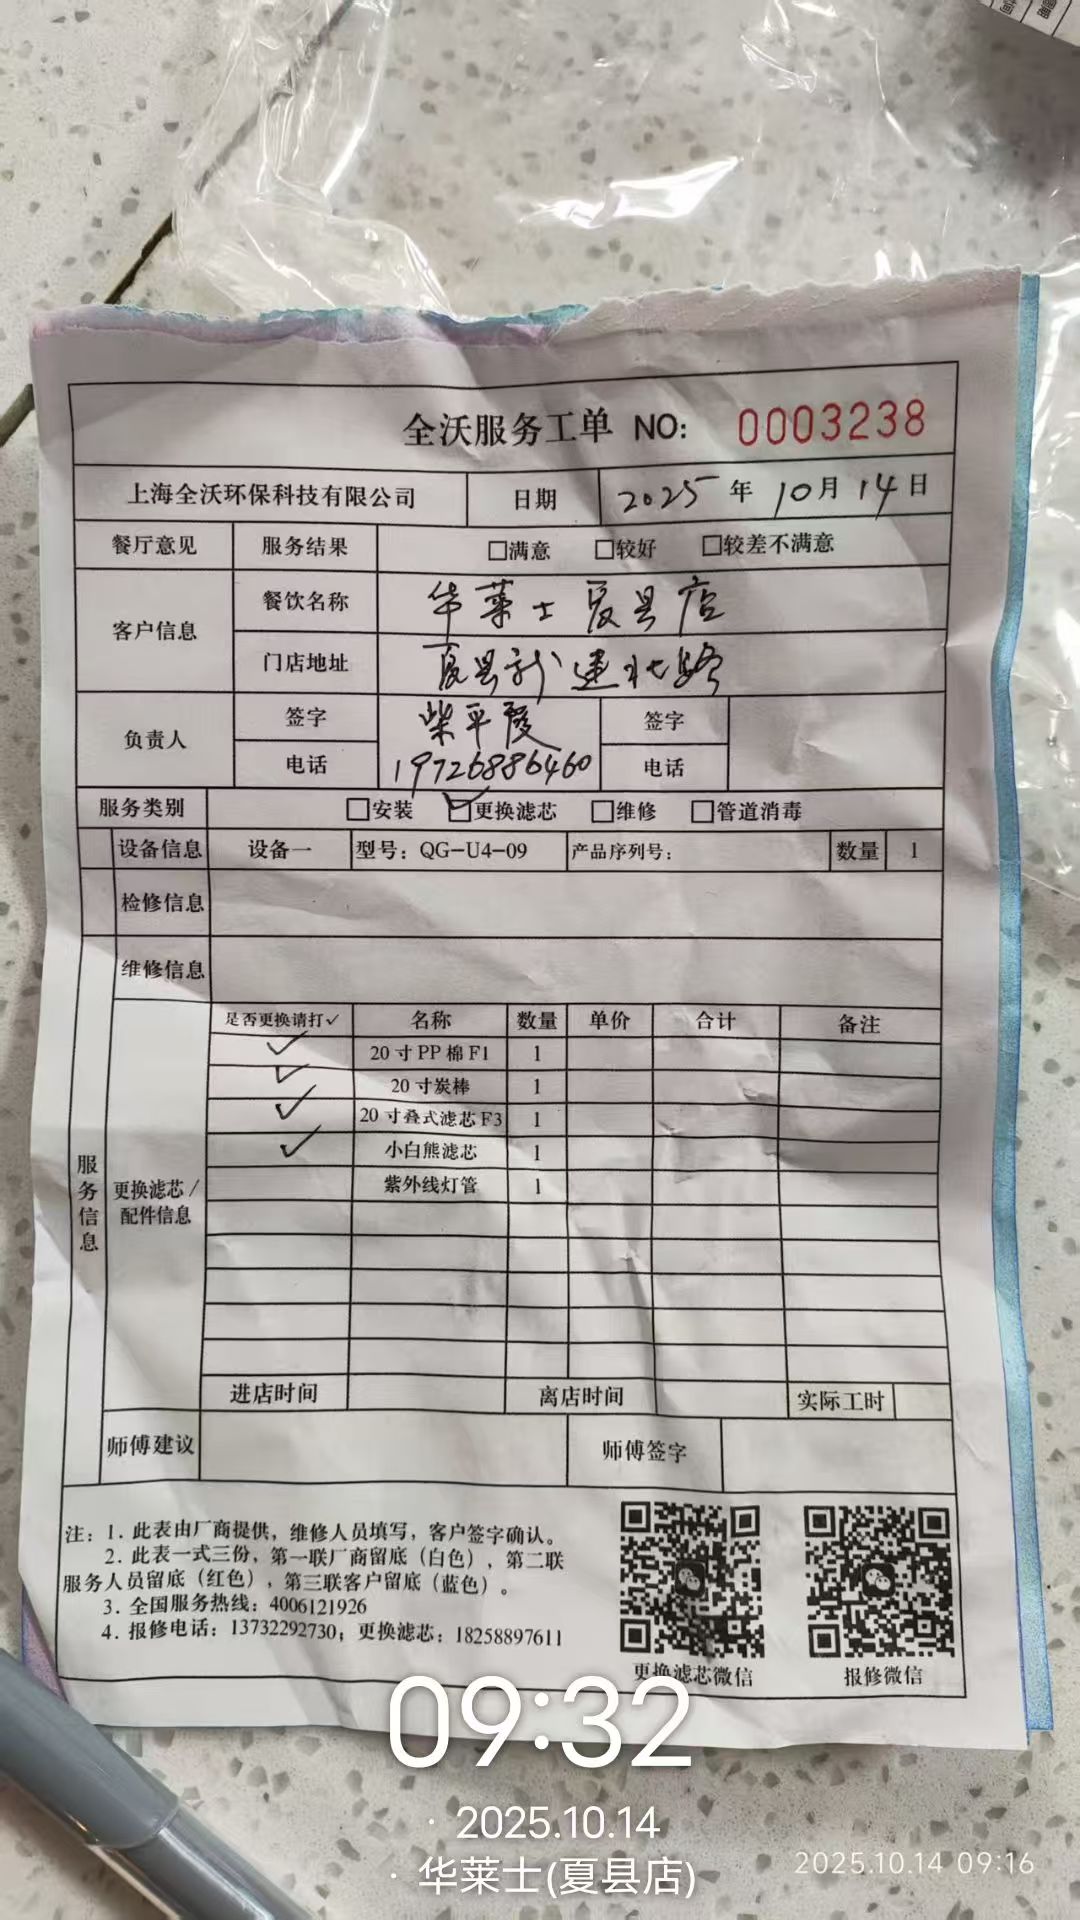 全沃服务工单 NO: 0003238
上海全沃环保科技有限公司 日期 2025年10月14日
餐厅意见 服务结果 □满意 □较好 □较差不满意
客户信息 餐饮名称 华莱士夏县店
门店地址 夏县新建北路
负责人 签字 柴平霞 签字
电话 19726886460 电话
服务类别 □安装 ☑更换滤芯 □维修 □管道消毒
设备信息 设备一 型号：QG-U4-09 产品序列号： 数量 1
检修信息
维修信息
服务信息
更换滤芯/配件信息
是否更换请打✓ 名称 数量 单价 合计 备注
✓ 20寸PP棉F1 1
✓ 20寸炭棒 1
✓ 20寸叠式滤芯F3 1
✓ 小白熊滤芯 1
紫外线灯管 1
进店时间 离店时间 实际工时
师傅建议 师傅签字
注：1．此表由厂商提供，维修人员填写，客户签字确认。
2．此表一式三份，第一联厂商留底（白色），第二联
服务人员留底（红色），第三联客户留底（蓝色）。
3．全国服务热线：4006121926
4．报修电话：13732292730；更换滤芯：18258897611
更换滤芯微信 报修微信
09:32
· 2025.10.14
· 华莱士(夏县店)
2025.10.14 09:16